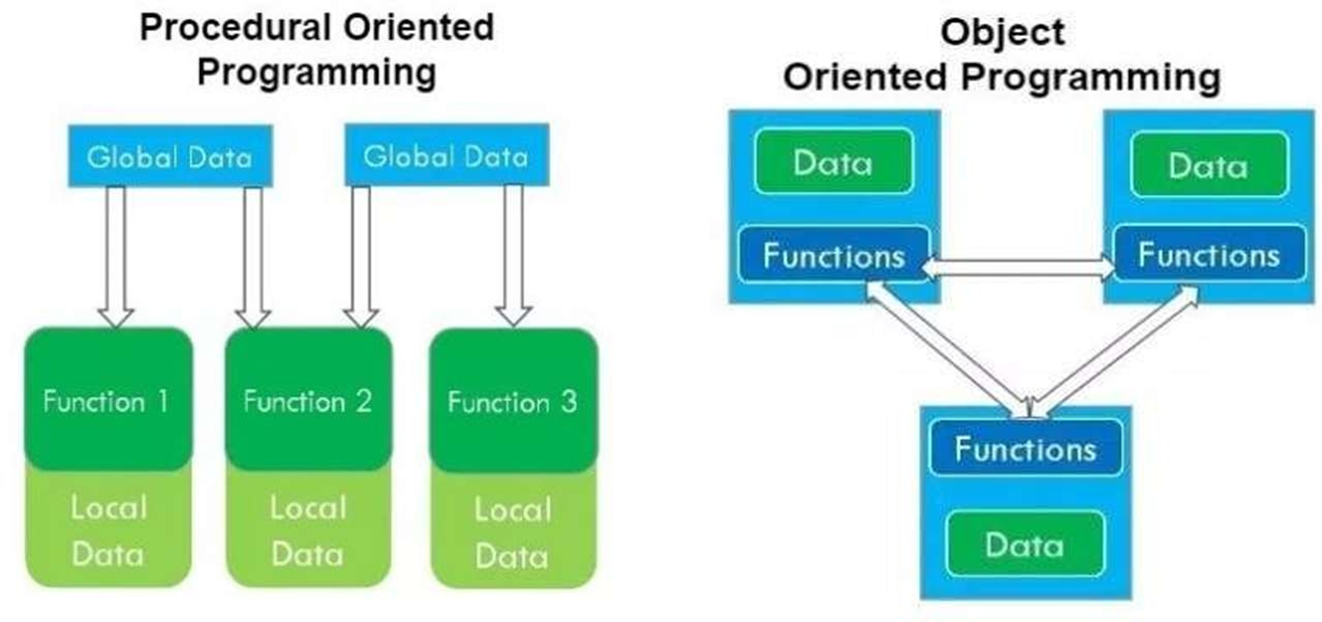 Procedural Oriented
Programming
Global Data
Global Data
Function 1
Function 2
Function 3
Local
Data
Local
Data
Local
Data
Object
Oriented Programming
Data
Functions
Data
Functions
Functions
Data